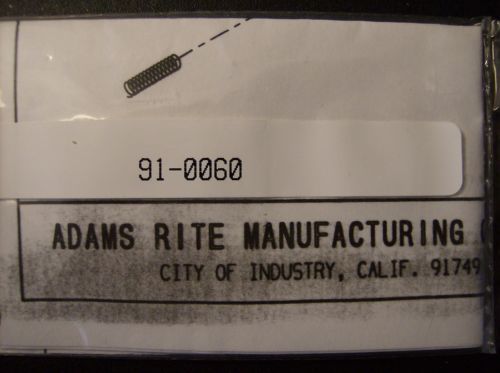 91-0060
ADAMS RITE MANUFACTURING
CITY OF INDUSTRY, CALIF. 91749